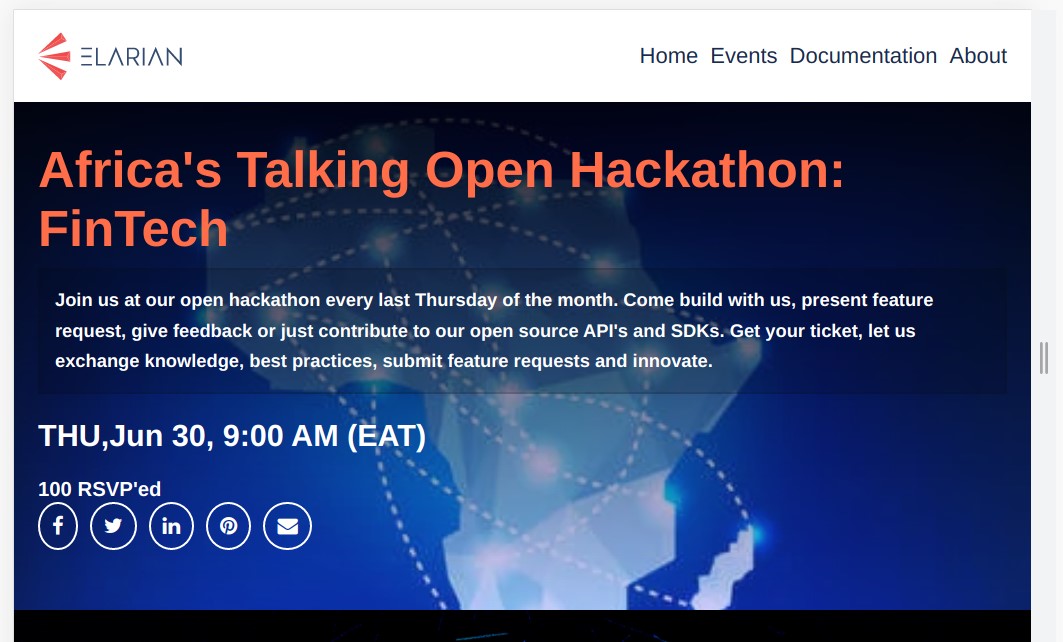 ELARIAN
Home Events Documentation About
Africa's Talking Open Hackathon:
FinTech
Join us at our open hackathon every last Thursday of the month. Come build with us, present feature
request, give feedback or just contribute to our open source API's and SDKs. Get your ticket, let us
exchange knowledge, best practices, submit feature requests and innovate.
THU,Jun 30, 9:00 AM (EAT)
100 RSVP'ed